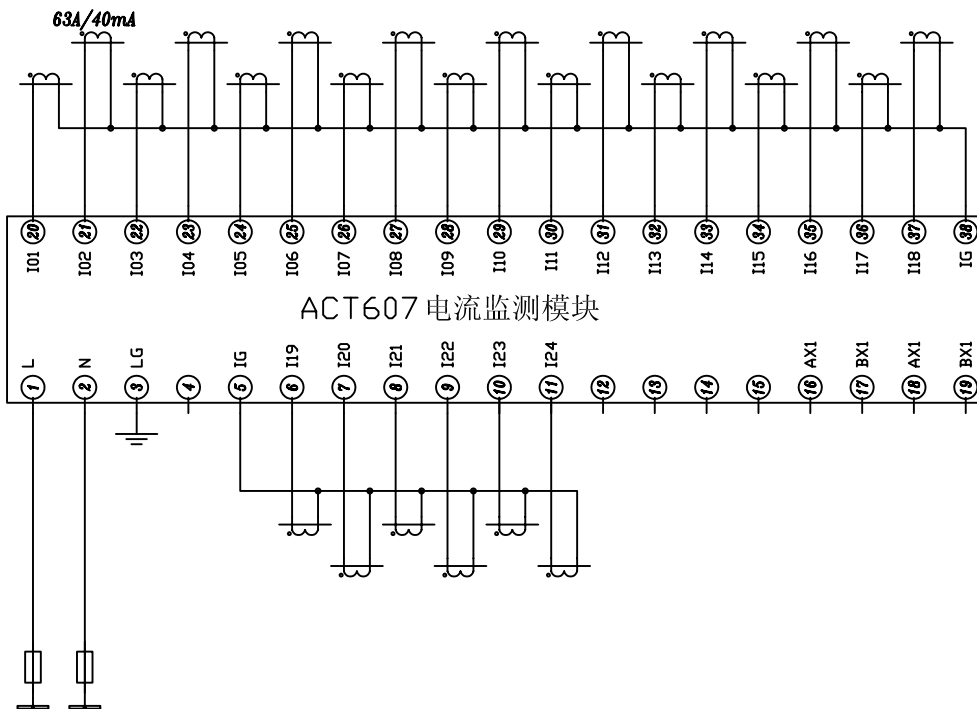 63A/40mA
20 21 22 23 24 25 26 27 28 29 30 31 32 33 34 35 36 37 38
I01 I02 I03 I04 I05 I06 I07 I08 I09 I10 I11 I12 I13 I14 I15 I16 I17 I18 IG
ACT607电流监测模块
L N LG IG I19 I20 I21 I22 I23 I24 AX1 BX1 AX1 BX1
1 2 3 4 5 6 7 8 9 10 11 12 13 14 15 16 17 18 19